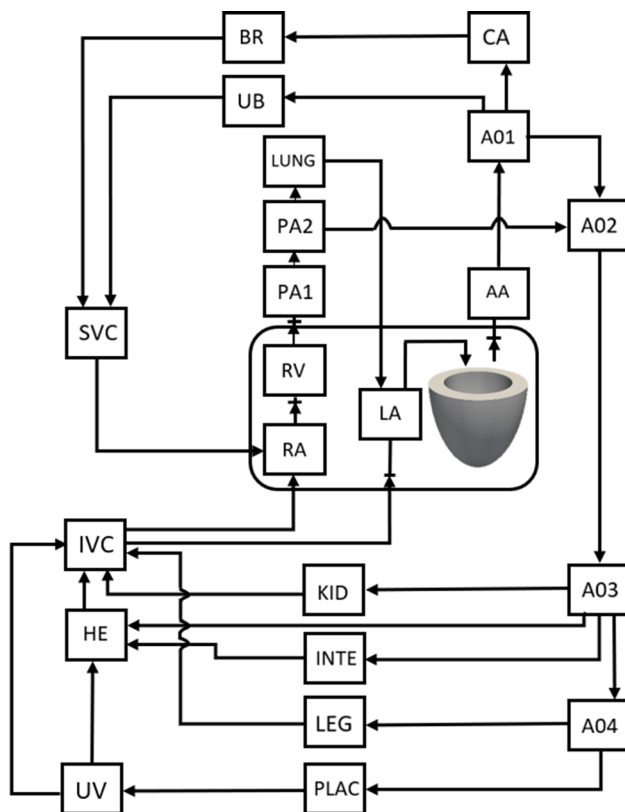 BR
CA
UB
A01
LUNG
PA2
A02
PA1
AA
SVC
RV
LA
RA
IVC
KID
A03
HE
INTE
LEG
A04
UV
PLAC